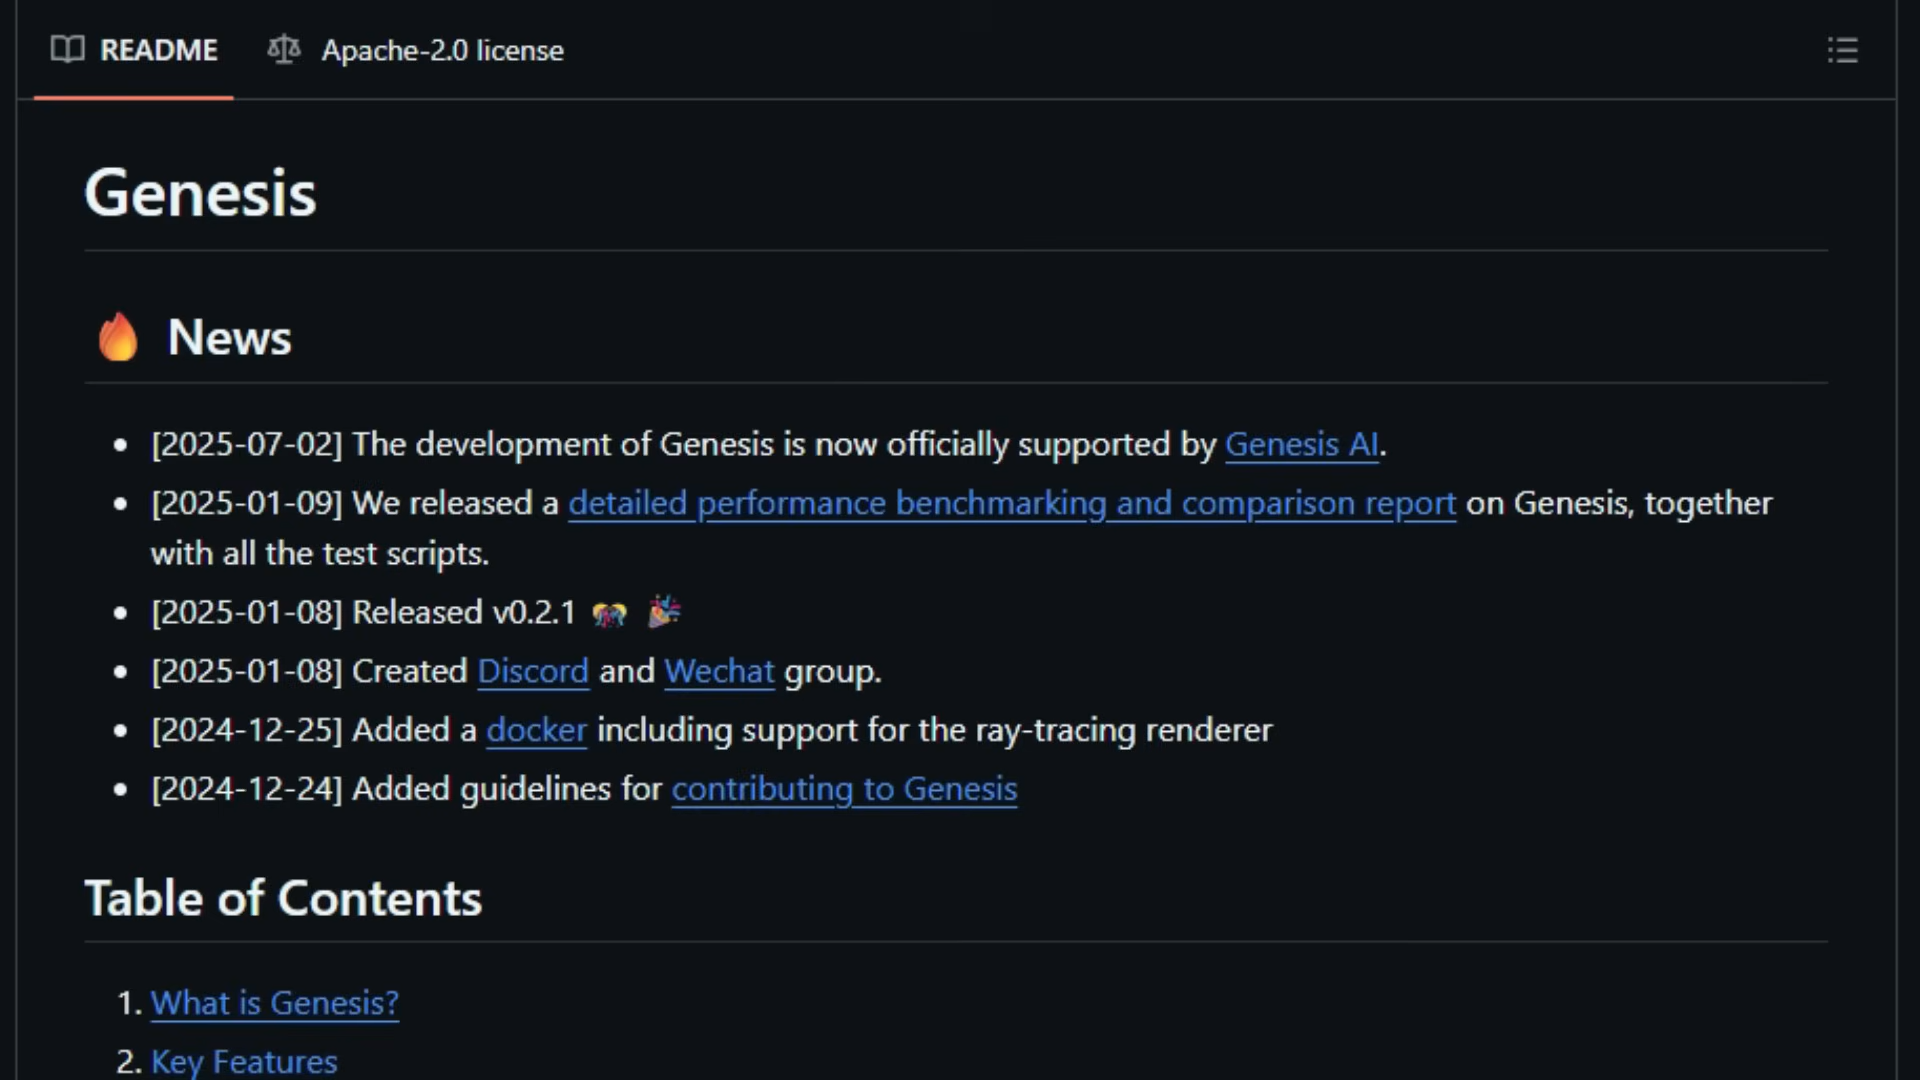 README Apache-2.0 license
Genesis
🔥 News
• [2025-07-02] The development of Genesis is now officially supported by Genesis AI.
• [2025-01-09] We released a detailed performance benchmarking and comparison report on Genesis, together
with all the test scripts.
• [2025-01-08] Released v0.2.1 🎊 🎉
• [2025-01-08] Created Discord and Wechat group.
• [2024-12-25] Added a docker including support for the ray-tracing renderer
• [2024-12-24] Added guidelines for contributing to Genesis
Table of Contents
1. What is Genesis?
2. Key Features